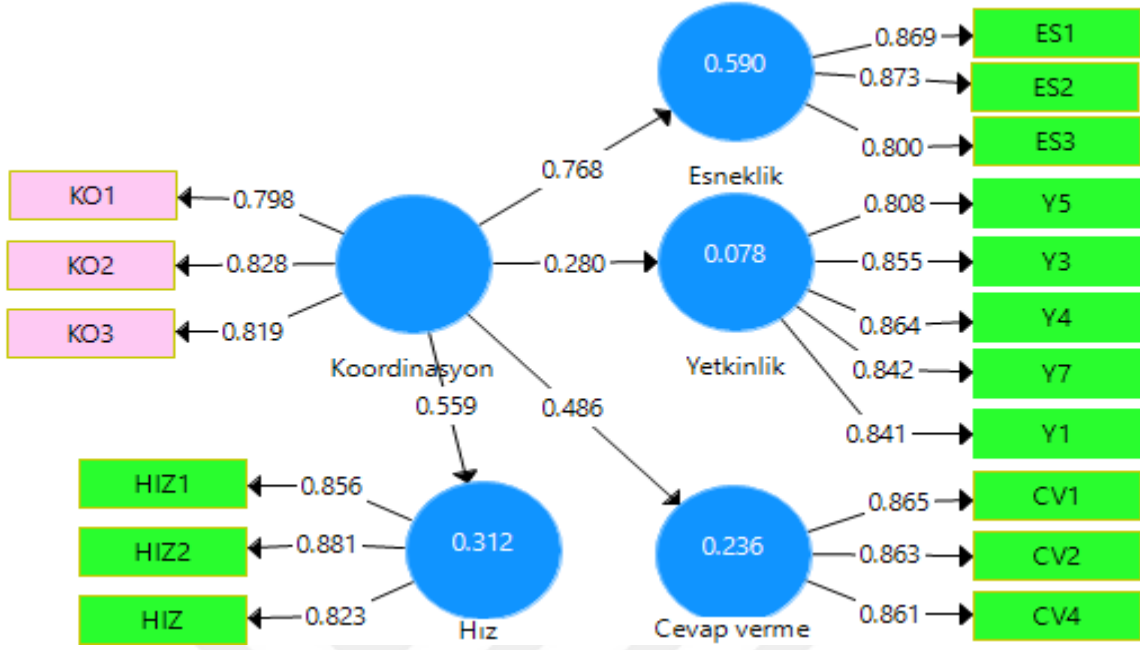 0.590
0.869
ES1
0.873
ES2
0.800
ES3
Esneklik
0.768
KO1
0.798
KO2
0.828
KO3
0.819
Koordinasyon
0.280
0.078
Yetkinlik
0.808
Y5
0.855
Y3
0.864
Y4
0.842
Y7
0.841
Y1
0.559
0.486
HIZ1
0.856
HIZ2
0.881
HIZ
0.823
0.312
Hız
0.236
Cevap verme
0.865
CV1
0.863
CV2
0.861
CV4